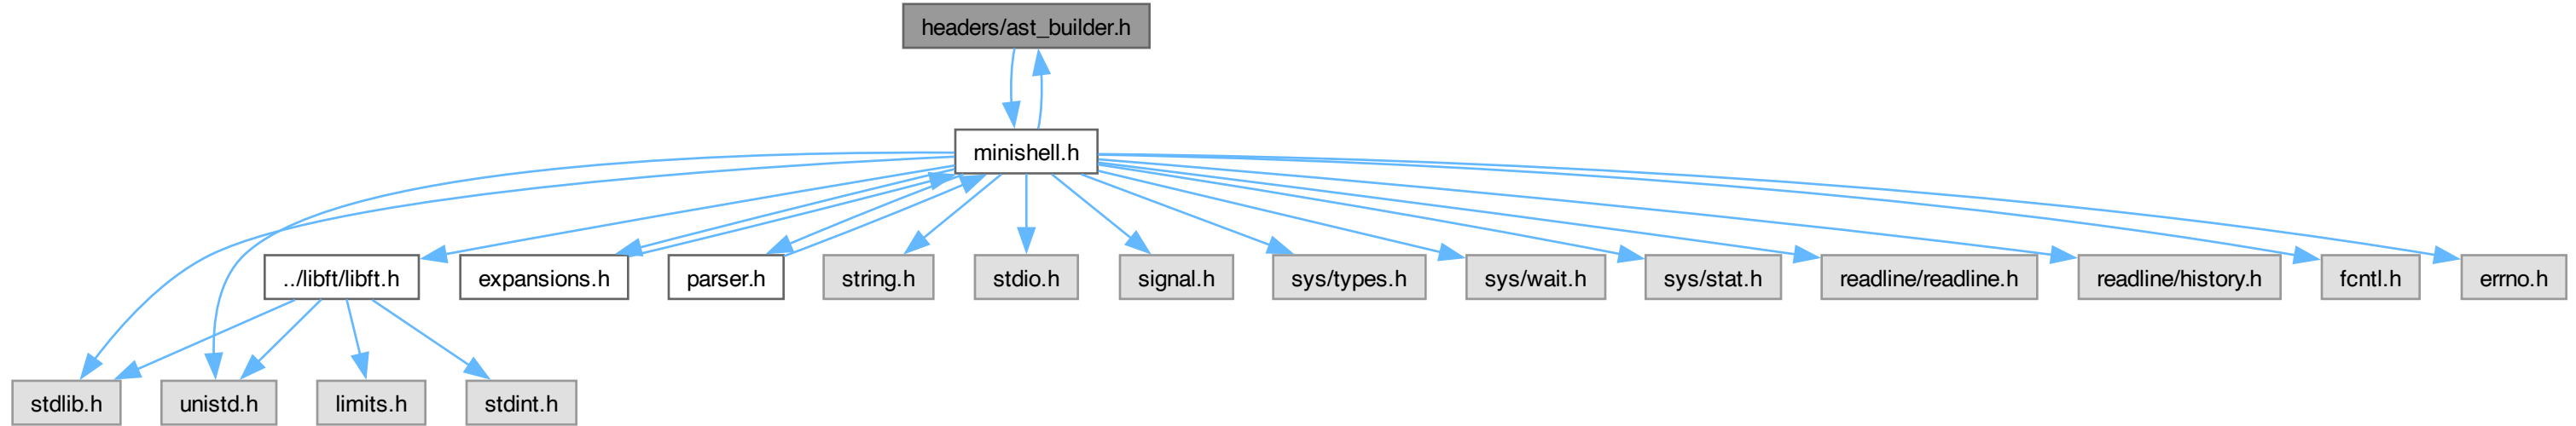 headers/ast_builder.h
minishell.h
../libft/libft.h
expansions.h
parser.h
string.h
stdio.h
signal.h
sys/types.h
sys/wait.h
sys/stat.h
readline/readline.h
readline/history.h
fcntl.h
errno.h
stdlib.h
unistd.h
limits.h
stdint.h